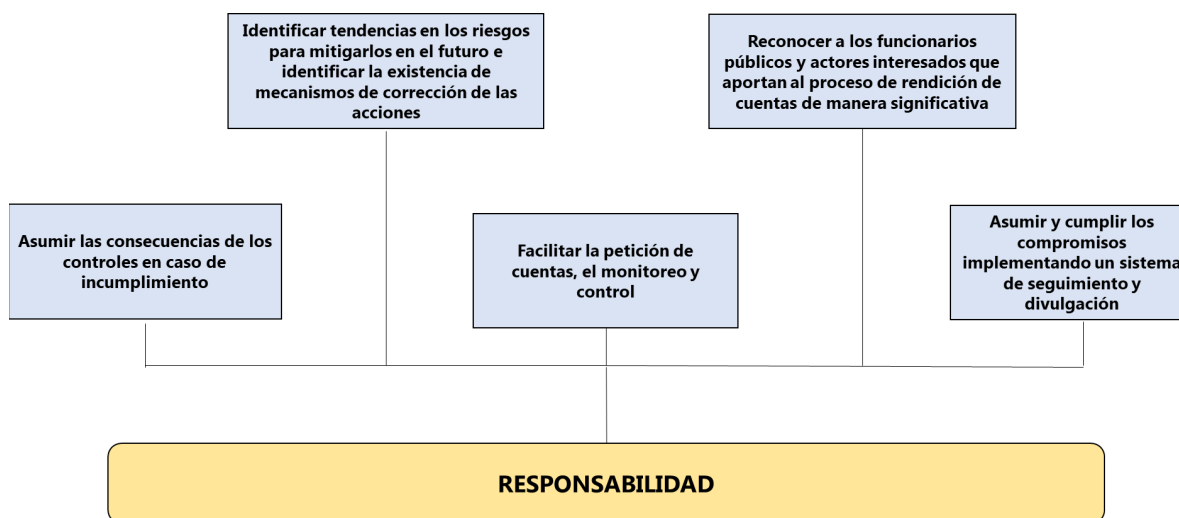 Identificar tendencias en los riesgos
para mitigarlos en el futuro e
identificar la existencia de
mecanismos de corrección de las
acciones
Reconocer a los funcionarios
públicos y actores interesados que
aportan al proceso de rendición de
cuentas de manera significativa
Asumir las consecuencias de los
controles en caso de
incumplimiento
Facilitar la petición de
cuentas, el monitoreo y
control
Asumir y cumplir los
compromisos
implementando un sistema
de seguimiento y
divulgación
RESPONSABILIDAD